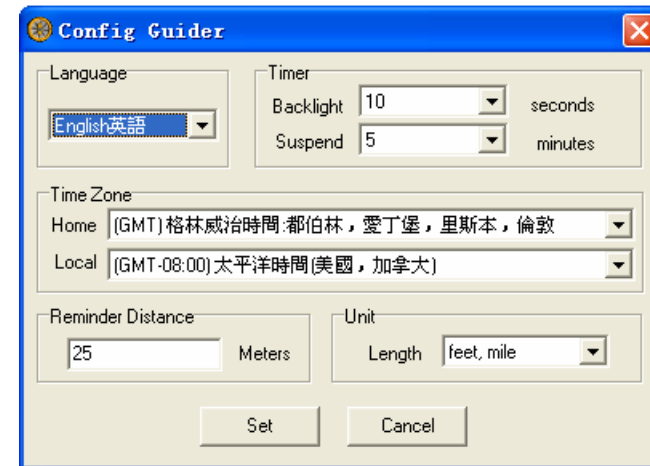 Config Guider
Language
English英語
Timer
Backlight 10 seconds
Suspend 5 minutes
Time Zone
Home (GMT)格林威治時間:都伯林，愛丁堡，里斯本，倫敦
Local (GMT-08:00)太平洋時間(美國，加拿大)
Reminder Distance
25 Meters
Unit
Length feet, mile
Set Cancel